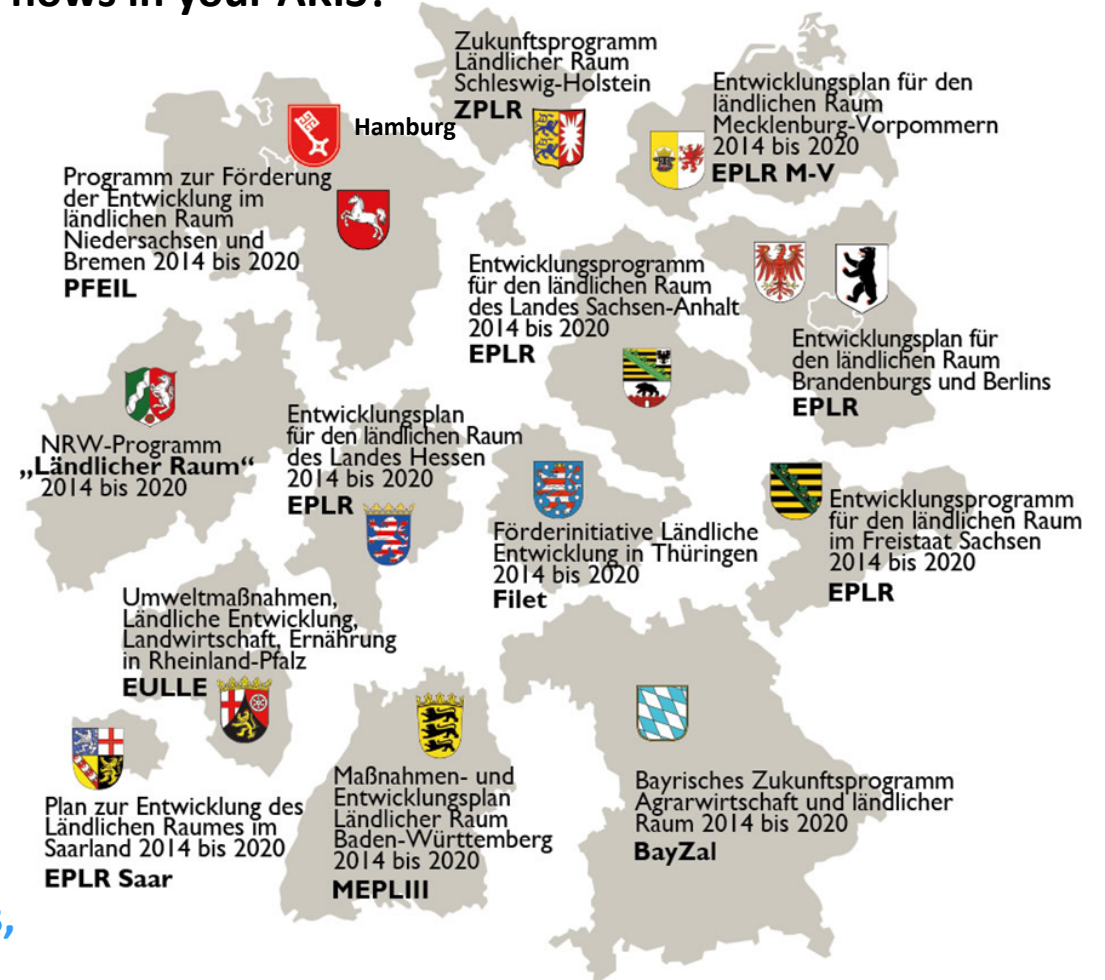 Zukunftsprogramm
Ländlicher Raum
Schleswig-Holstein
ZPLR
Entwicklungsplan für den
ländlichen Raum
Mecklenburg-Vorpommern
2014 bis 2020
EPLR M-V
Hamburg
Programm zur Förderung
der Entwicklung im
ländlichen Raum
Niedersachsen und
Bremen 2014 bis 2020
PFEIL
Entwicklungsprogramm
für den ländlichen Raum
des Landes Sachsen-Anhalt
2014 bis 2020
EPLR
Entwicklungsplan für
den ländlichen Raum
Brandenburgs und Berlins
EPLR
NRW-Programm
„Ländlicher Raum“
2014 bis 2020
Entwicklungsplan
für den ländlichen Raum
des Landes Hessen
2014 bis 2020
EPLR
Förderinitiative Ländliche
Entwicklung in Thüringen
2014 bis 2020
Filet
Entwicklungsprogramm
für den ländlichen Raum
im Freistaat Sachsen
2014 bis 2020
EPLR
Umweltmaßnahmen,
Ländliche Entwicklung,
Landwirtschaft, Ernährung
in Rheinland-Pfalz
EULLE
Plan zur Entwicklung des
Ländlichen Raumes im
Saarland 2014 bis 2020
EPLR Saar
Maßnahmen- und
Entwicklungsplan
Ländlicher Raum
Baden-Württemberg
2014 bis 2020
MEPLIII
Bayrisches Zukunftsprogramm
Agrarwirtschaft und ländlicher
Raum 2014 bis 2020
BayZal